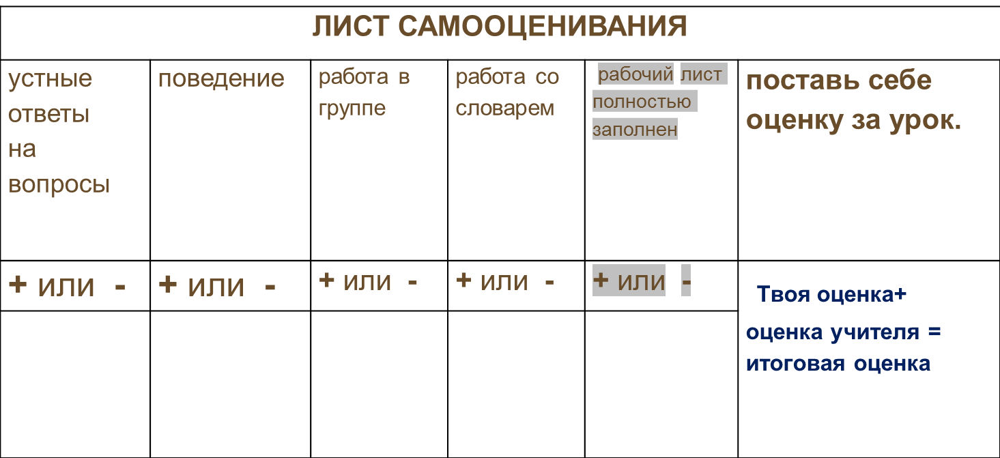 ЛИСТ САМООЦЕНИВАНИЯ
устные
ответы
на
вопросы
поведение
работа в
группе
работа со
словарем
рабочий лист
полностью
заполнен
поставь себе
оценку за урок.
+ или -
+ или -
+ или -
+ или -
+ или -
Твоя оценка+
оценка учителя =
итоговая оценка